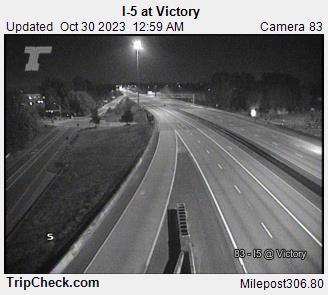 I-5 at Victory
Updated Oct 30 2023 12:59 AM Camera 83
T
S
83 - I5 @ Victory
TripCheck.com Milepost306.80